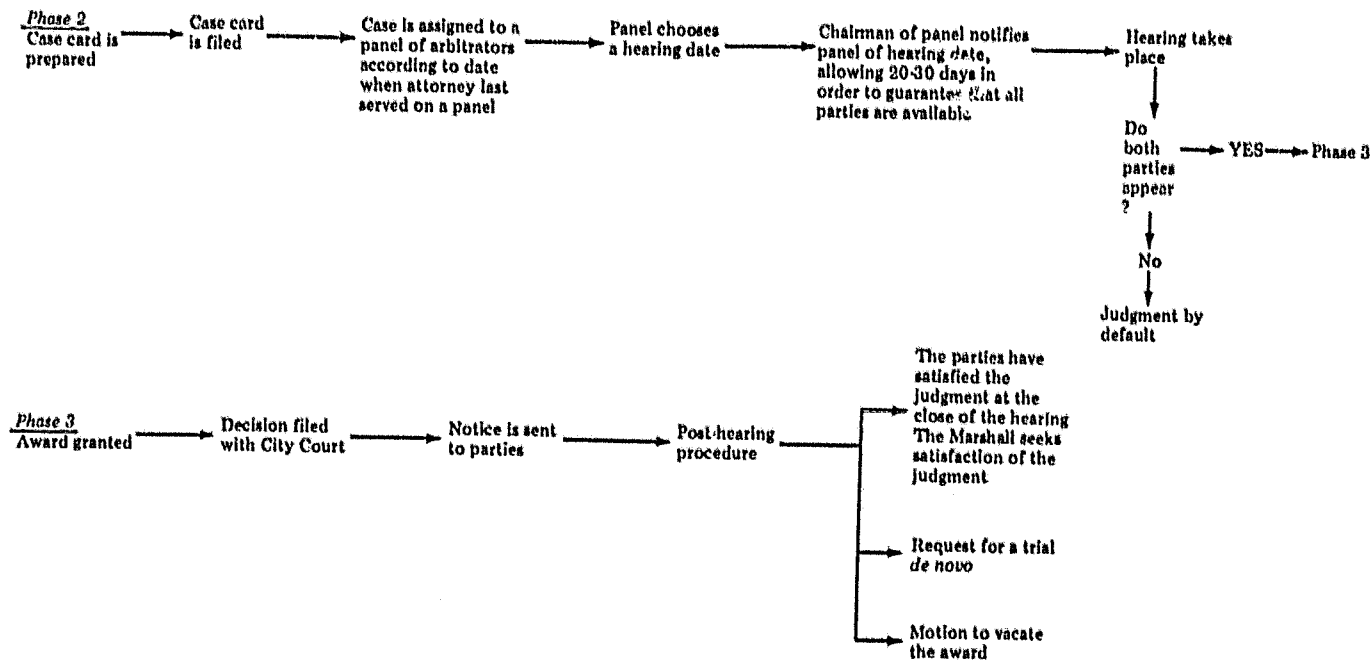 Phase 2
Case card is
prepared
Case card
is filed
Case is assigned to a
panel of arbitrators
according to date
when attorney last
served on a panel
Panel chooses
a hearing date
Chairman of panel notifies
panel of hearing date,
allowing 20-30 days in
order to guarantee that all
parties are available
Hearing takes
place
Do
both
parties
appear
?
YES
Phase 3
No
Judgment by
default
Phase 3
Award granted
Decision filed
with City Court
Notice is sent
to parties
Post-hearing
procedure
The parties have
satisfied the
judgment at the
close of the hearing
The Marshall seeks
satisfaction of the
judgment
Request for a trial
de novo
Motion to vacate
the award